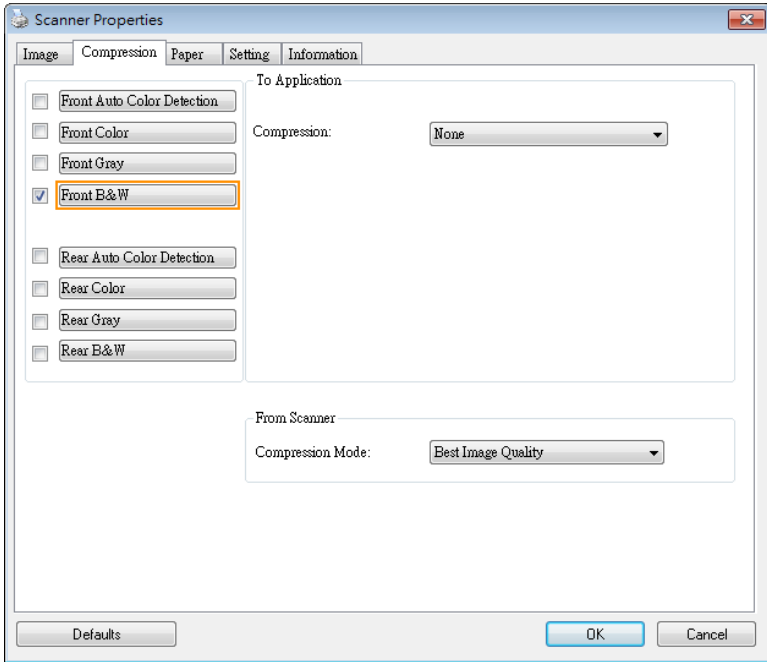 Scanner Properties
Image Compression Paper Setting Information
Front Auto Color Detection
Front Color
Front Gray
Front B&W
Rear Auto Color Detection
Rear Color
Rear Gray
Rear B&W
To Application
Compression: None
From Scanner
Compression Mode: Best Image Quality
Defaults OK Cancel